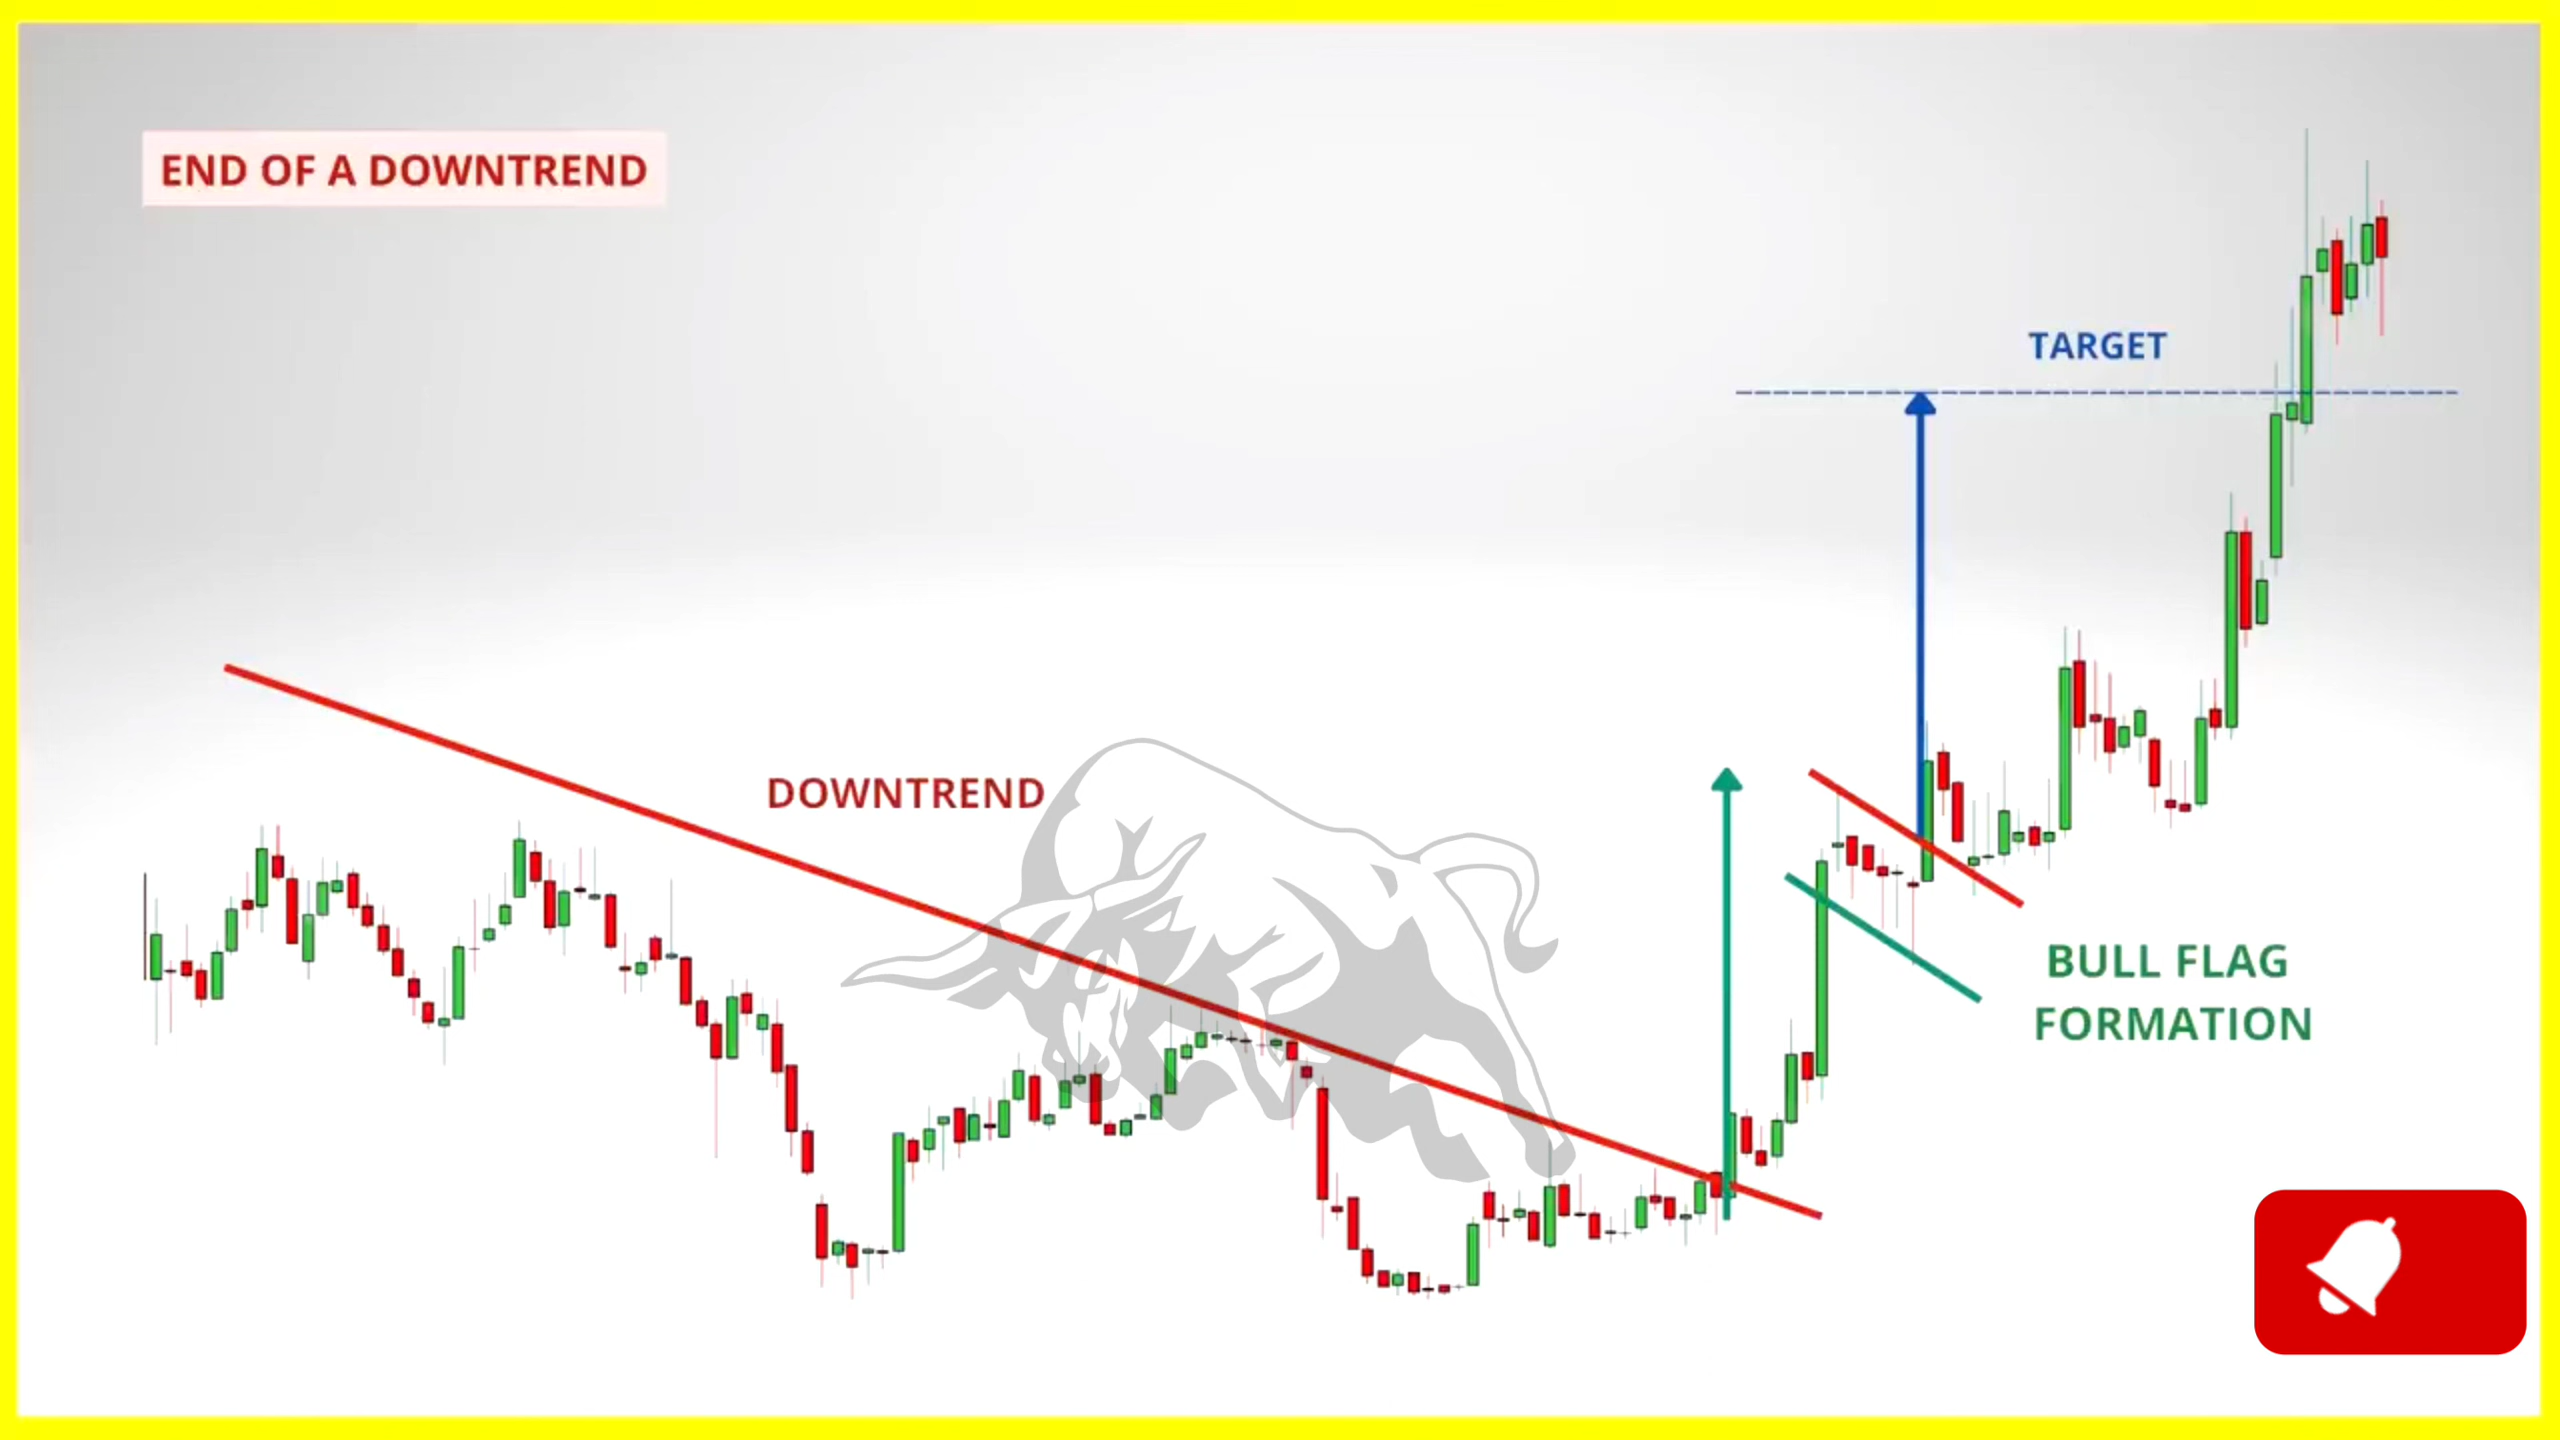 END OF A DOWNTREND
TARGET
DOWNTREND
BULL FLAG
FORMATION